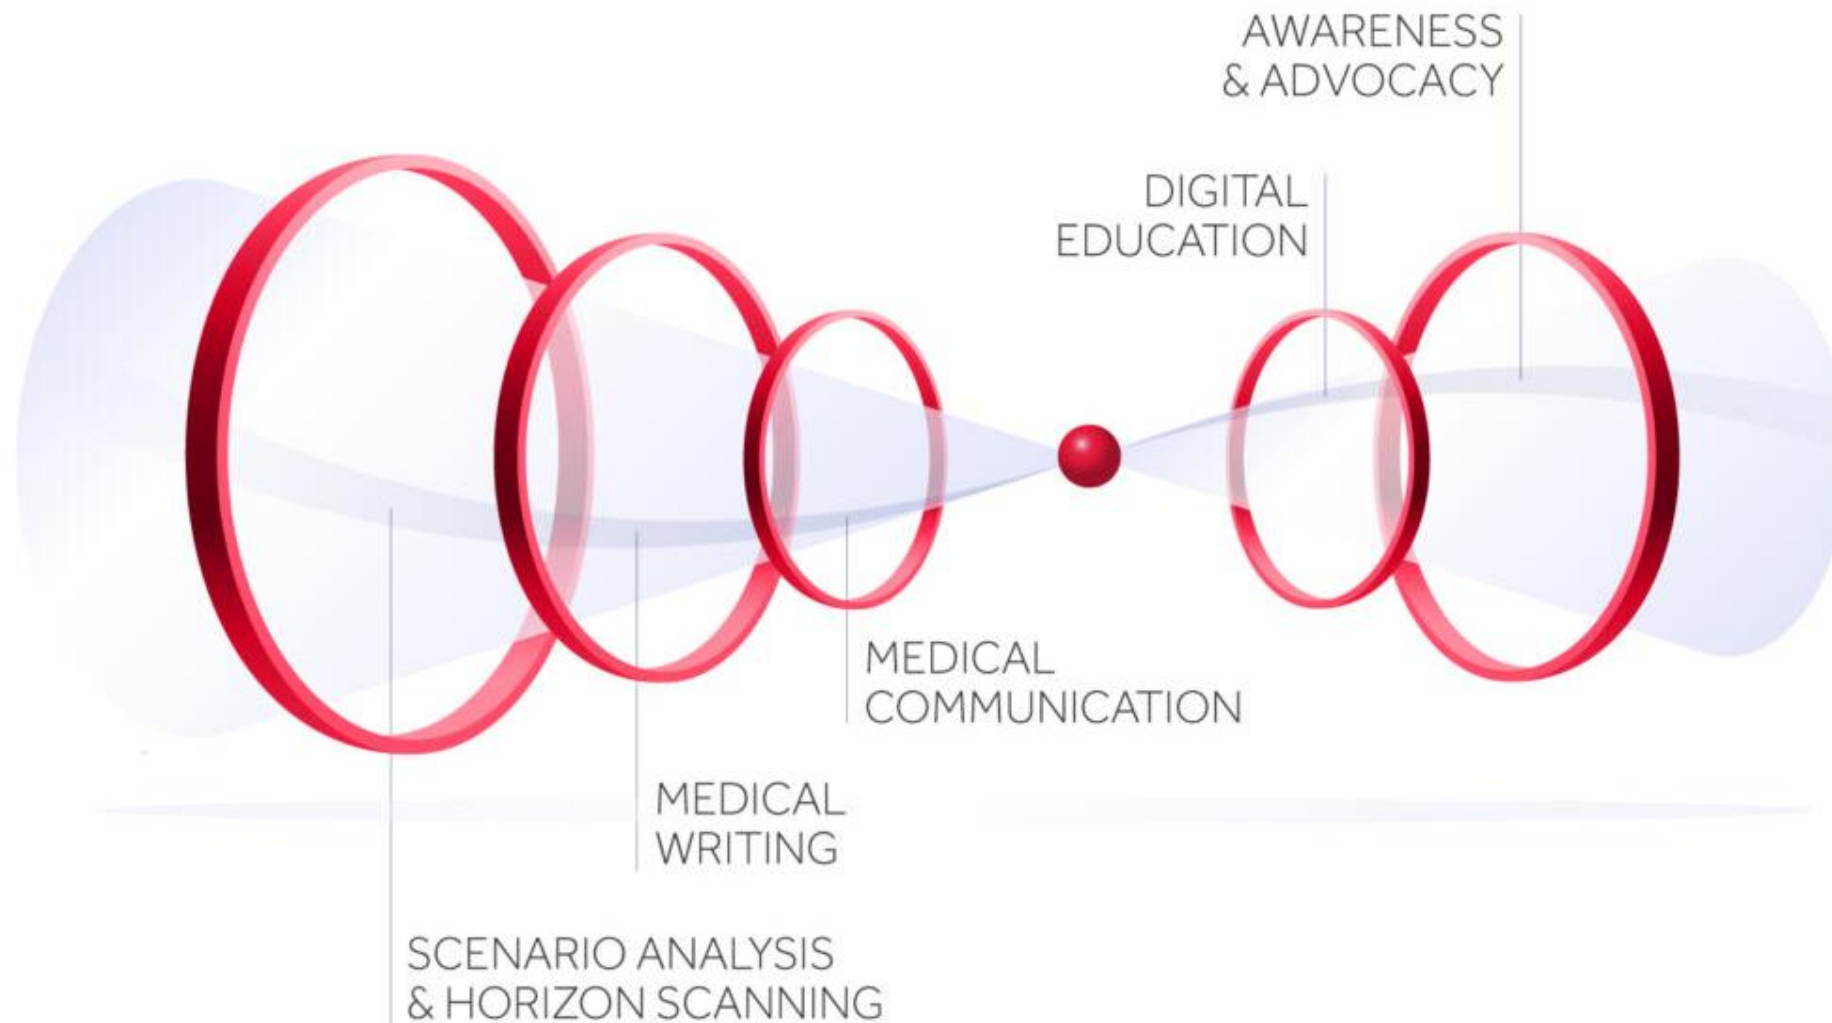 AWARENESS
& ADVOCACY
DIGITAL
EDUCATION
MEDICAL
COMMUNICATION
MEDICAL
WRITING
SCENARIO ANALYSIS
& HORIZON SCANNING